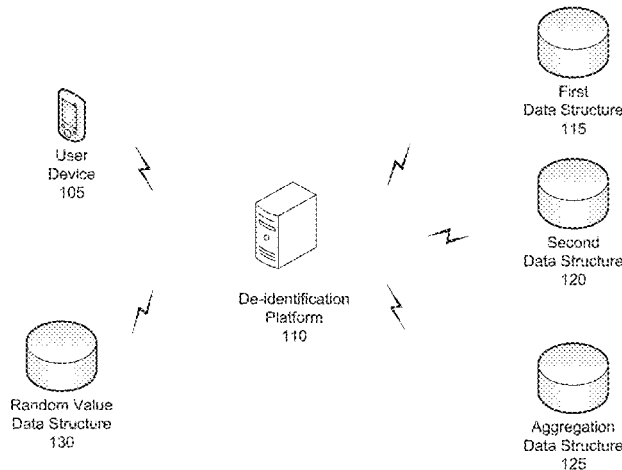 First
Data Structure
115
User
Device
105
Second
Data Structure
120
De-identification
Platform
110
Random Value
Data Structure
130
Aggregation
Data Structure
125